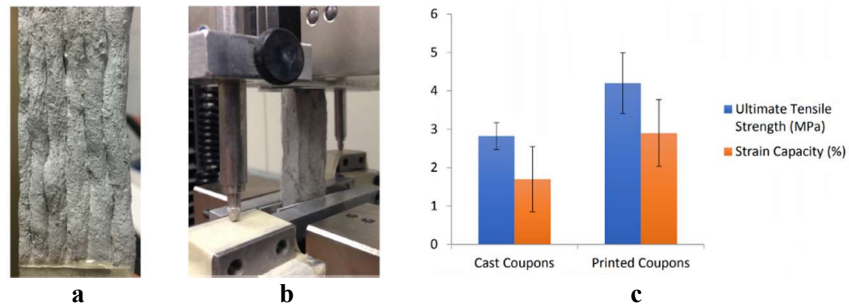 6
5
4
3
2
1
0
Cast Coupons Printed Coupons
Ultimate Tensile
Strength (MPa)
Strain Capacity (%)
a b c